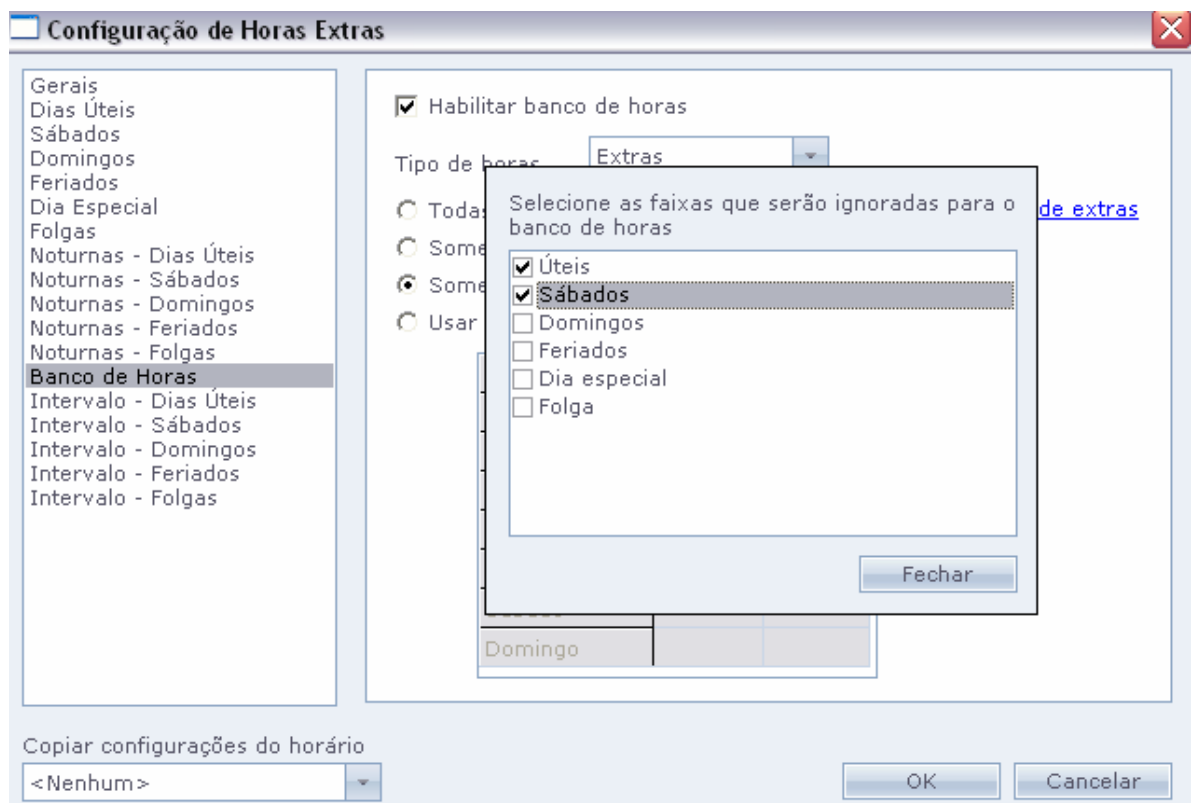 Configuração de Horas Extras
Gerais
Dias Úteis
Sábados
Domingos
Feriados
Dia Especial
Folgas
Noturnas - Dias Úteis
Noturnas - Sábados
Noturnas - Domingos
Noturnas - Feriados
Noturnas - Folgas
Banco de Horas
Intervalo - Dias Úteis
Intervalo - Sábados
Intervalo - Domingos
Intervalo - Feriados
Intervalo - Folgas
Habilitar banco de horas
Tipo de horas Extras
de extras
Usar
Selecione as faixas que serão ignoradas para o
banco de horas
Úteis
Sábados
Domingos
Feriados
Dia especial
Folga
Fechar
Domingo
Copiar configurações do horário
<Nenhum>
OK Cancelar